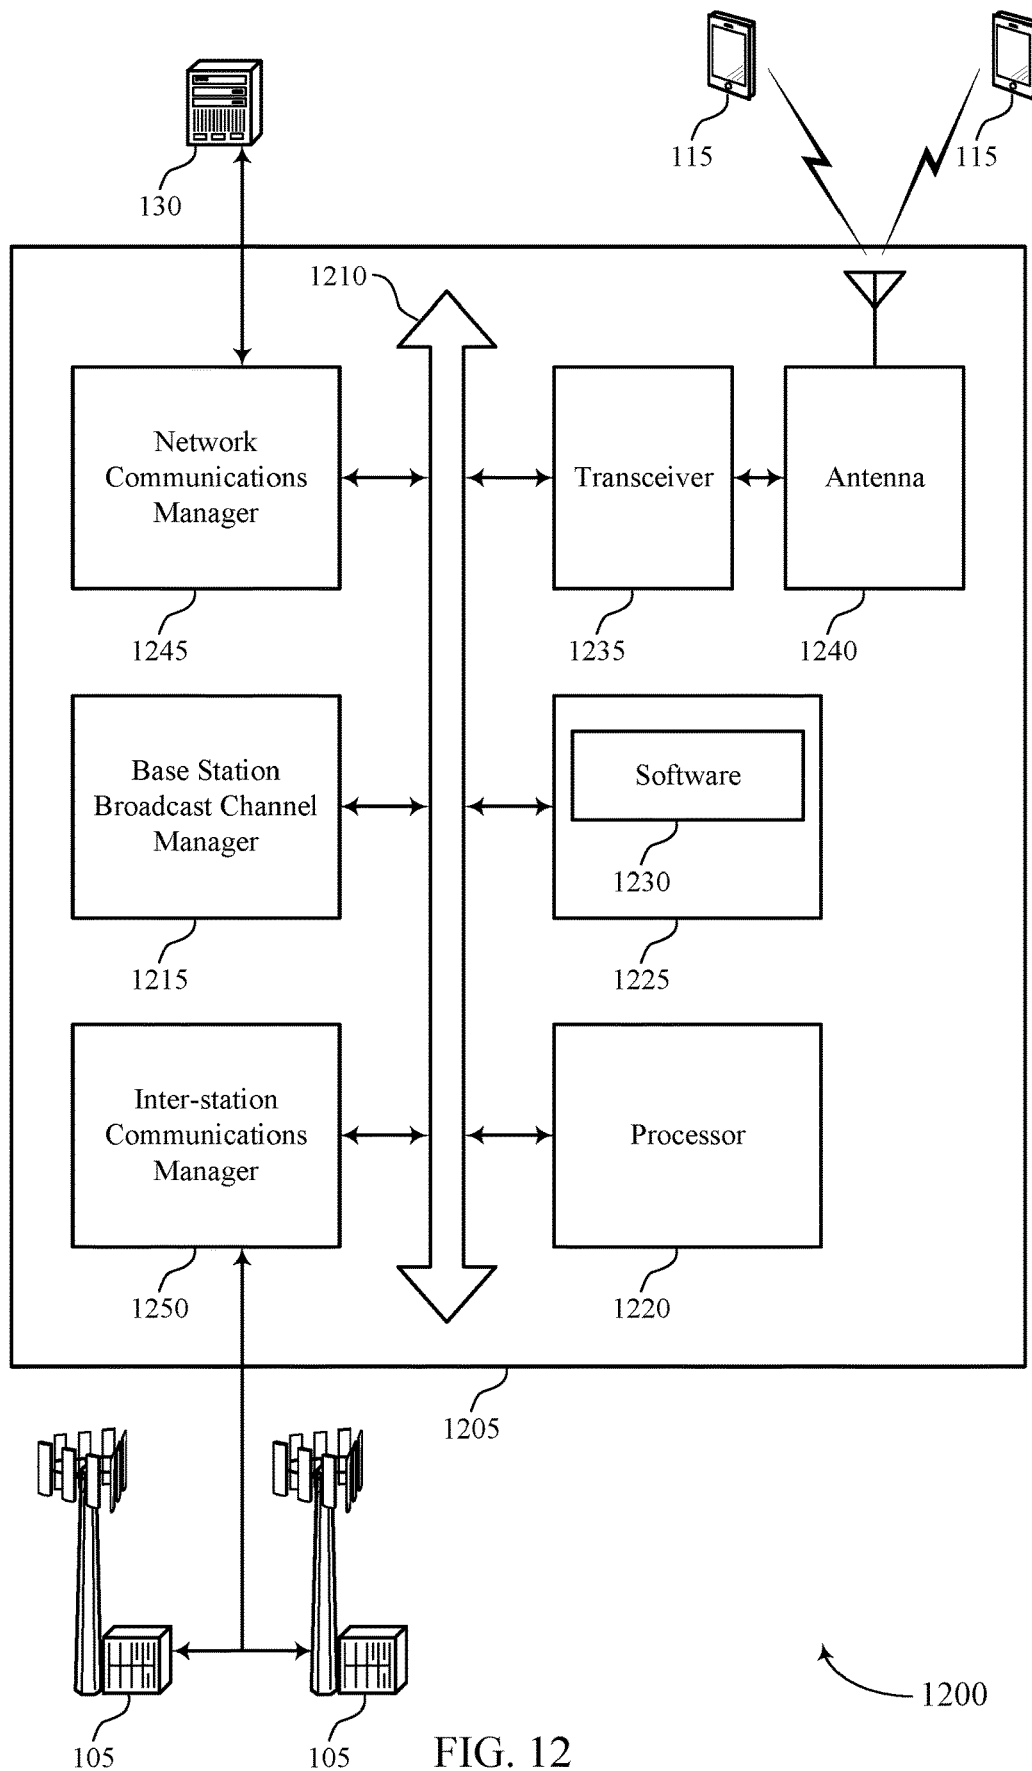 115
115
130
1210
Network
Communications
Manager
Transceiver
Antenna
1245
1235
1240
Base Station
Broadcast Channel
Manager
Software
1230
1215
1225
Inter-station
Communications
Manager
Processor
1250
1220
1205
1200
105
105
FIG. 12